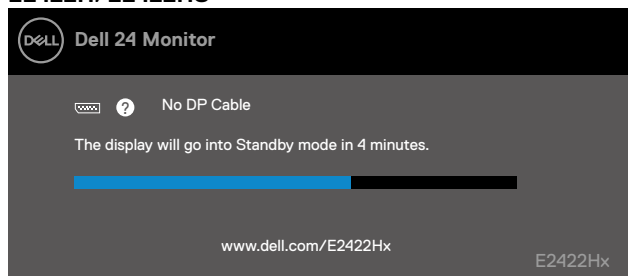 DELL Dell 24 Monitor
? No DP Cable
The display will go into Standby mode in 4 minutes.
www.dell.com/E2422Hx
E2422Hx